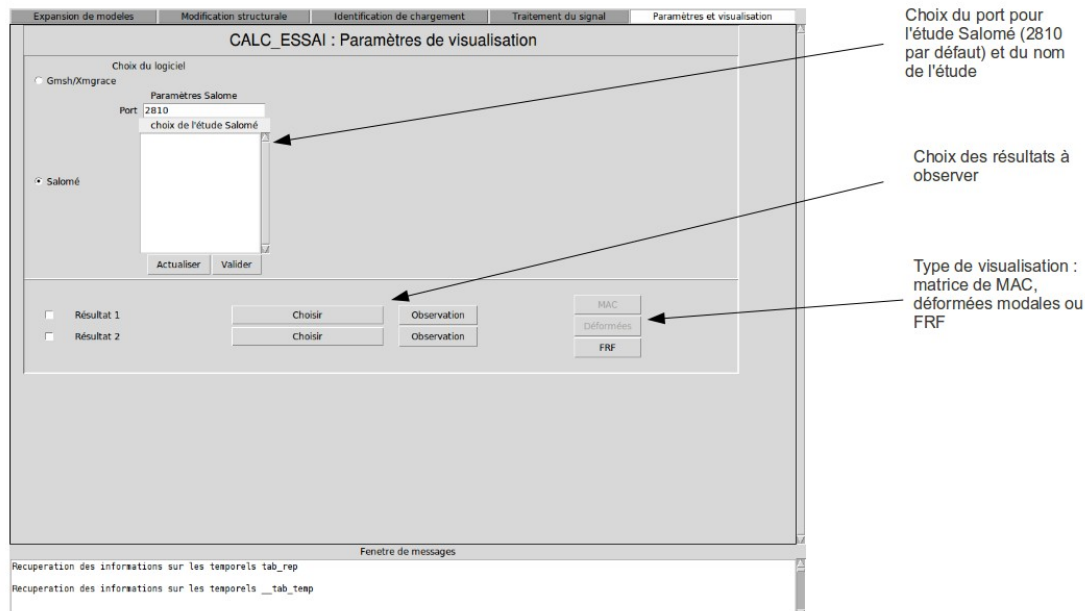 Expansion de modeles Modification structurale Identification de chargement Traitement du signal Paramètres et visualisation
CALC_ESSAI : Paramètres de visualisation
Choix du logiciel
Gmsh/Xmgrace
Paramètres Salome
Port 2810
choix de l'étude Salomé
Salomé
Actualiser Valider
Résultat 1 Choisir Observation
Résultat 2 Choisir Observation
MAC
Déformées
FRF
Fenetre de messages
Recuperation des informations sur les temporels tab_rep
Recuperation des informations sur les temporels __tab_temp
Choix du port pour
l'étude Salomé (2810
par défaut) et du nom
de l'étude
Choix des résultats à
observer
Type de visualisation :
matrice de MAC,
déformées modales ou
FRF